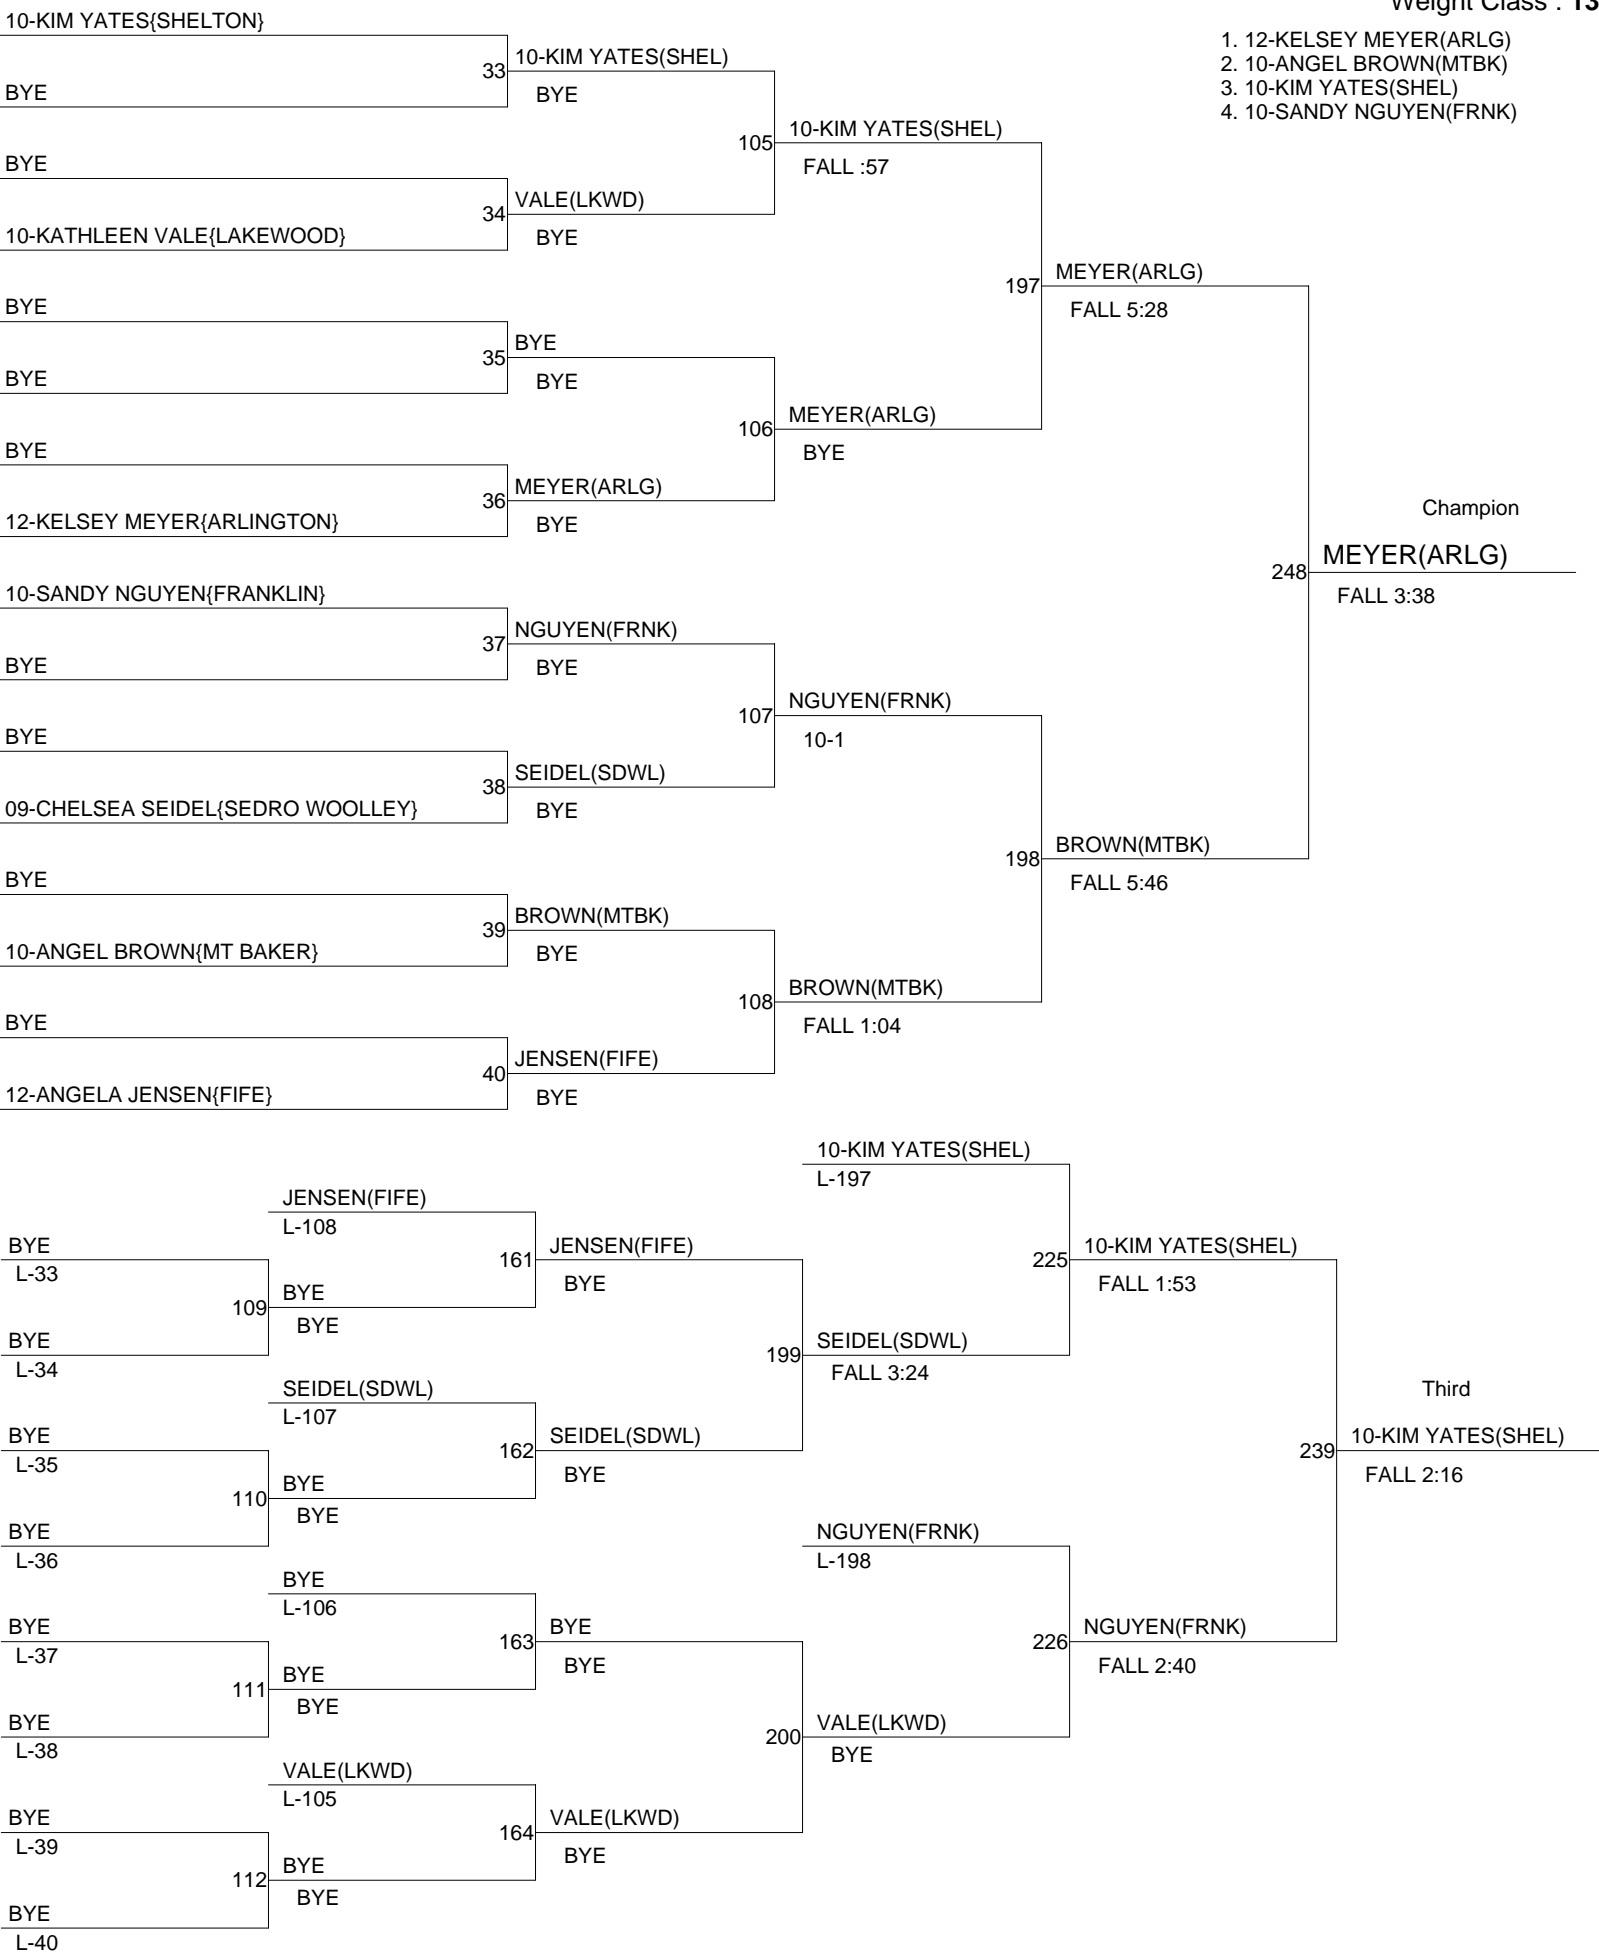 Weight Class : 13
1. 12-KELSEY MEYER(ARLG)
2. 10-ANGEL BROWN(MTBK)
3. 10-KIM YATES(SHEL)
4. 10-SANDY NGUYEN(FRNK)
10-KIM YATES{SHELTON}
33 10-KIM YATES(SHEL)
BYE
BYE
105 10-KIM YATES(SHEL)
FALL :57
BYE
34 VALE(LKWD)
BYE
10-KATHLEEN VALE{LAKEWOOD}
197 MEYER(ARLG)
FALL 5:28
BYE
35 BYE
BYE
BYE
106 MEYER(ARLG)
BYE
BYE
36 MEYER(ARLG)
BYE
12-KELSEY MEYER{ARLINGTON}
Champion
248 MEYER(ARLG)
FALL 3:38
10-SANDY NGUYEN{FRANKLIN}
37 NGUYEN(FRNK)
BYE
BYE
107 NGUYEN(FRNK)
10-1
BYE
38 SEIDEL(SDWL)
BYE
09-CHELSEA SEIDEL{SEDRO WOOLLEY}
198 BROWN(MTBK)
FALL 5:46
BYE
39 BROWN(MTBK)
BYE
10-ANGEL BROWN{MT BAKER}
108 BROWN(MTBK)
FALL 1:04
BYE
40 JENSEN(FIFE)
BYE
12-ANGELA JENSEN{FIFE}
10-KIM YATES(SHEL)
L-197
JENSEN(FIFE)
L-108
BYE
L-33
161 JENSEN(FIFE)
BYE
225 10-KIM YATES(SHEL)
FALL 1:53
109 BYE
BYE
BYE
L-34
199 SEIDEL(SDWL)
FALL 3:24
SEIDEL(SDWL)
L-107
Third
BYE
L-35
162 SEIDEL(SDWL)
BYE
239 10-KIM YATES(SHEL)
FALL 2:16
110 BYE
BYE
BYE
L-36
NGUYEN(FRNK)
L-198
BYE
L-106
BYE
L-37
163 BYE
BYE
226 NGUYEN(FRNK)
FALL 2:40
111 BYE
BYE
BYE
L-38
200 VALE(LKWD)
BYE
VALE(LKWD)
L-105
BYE
L-39
164 VALE(LKWD)
BYE
112 BYE
BYE
BYE
L-40